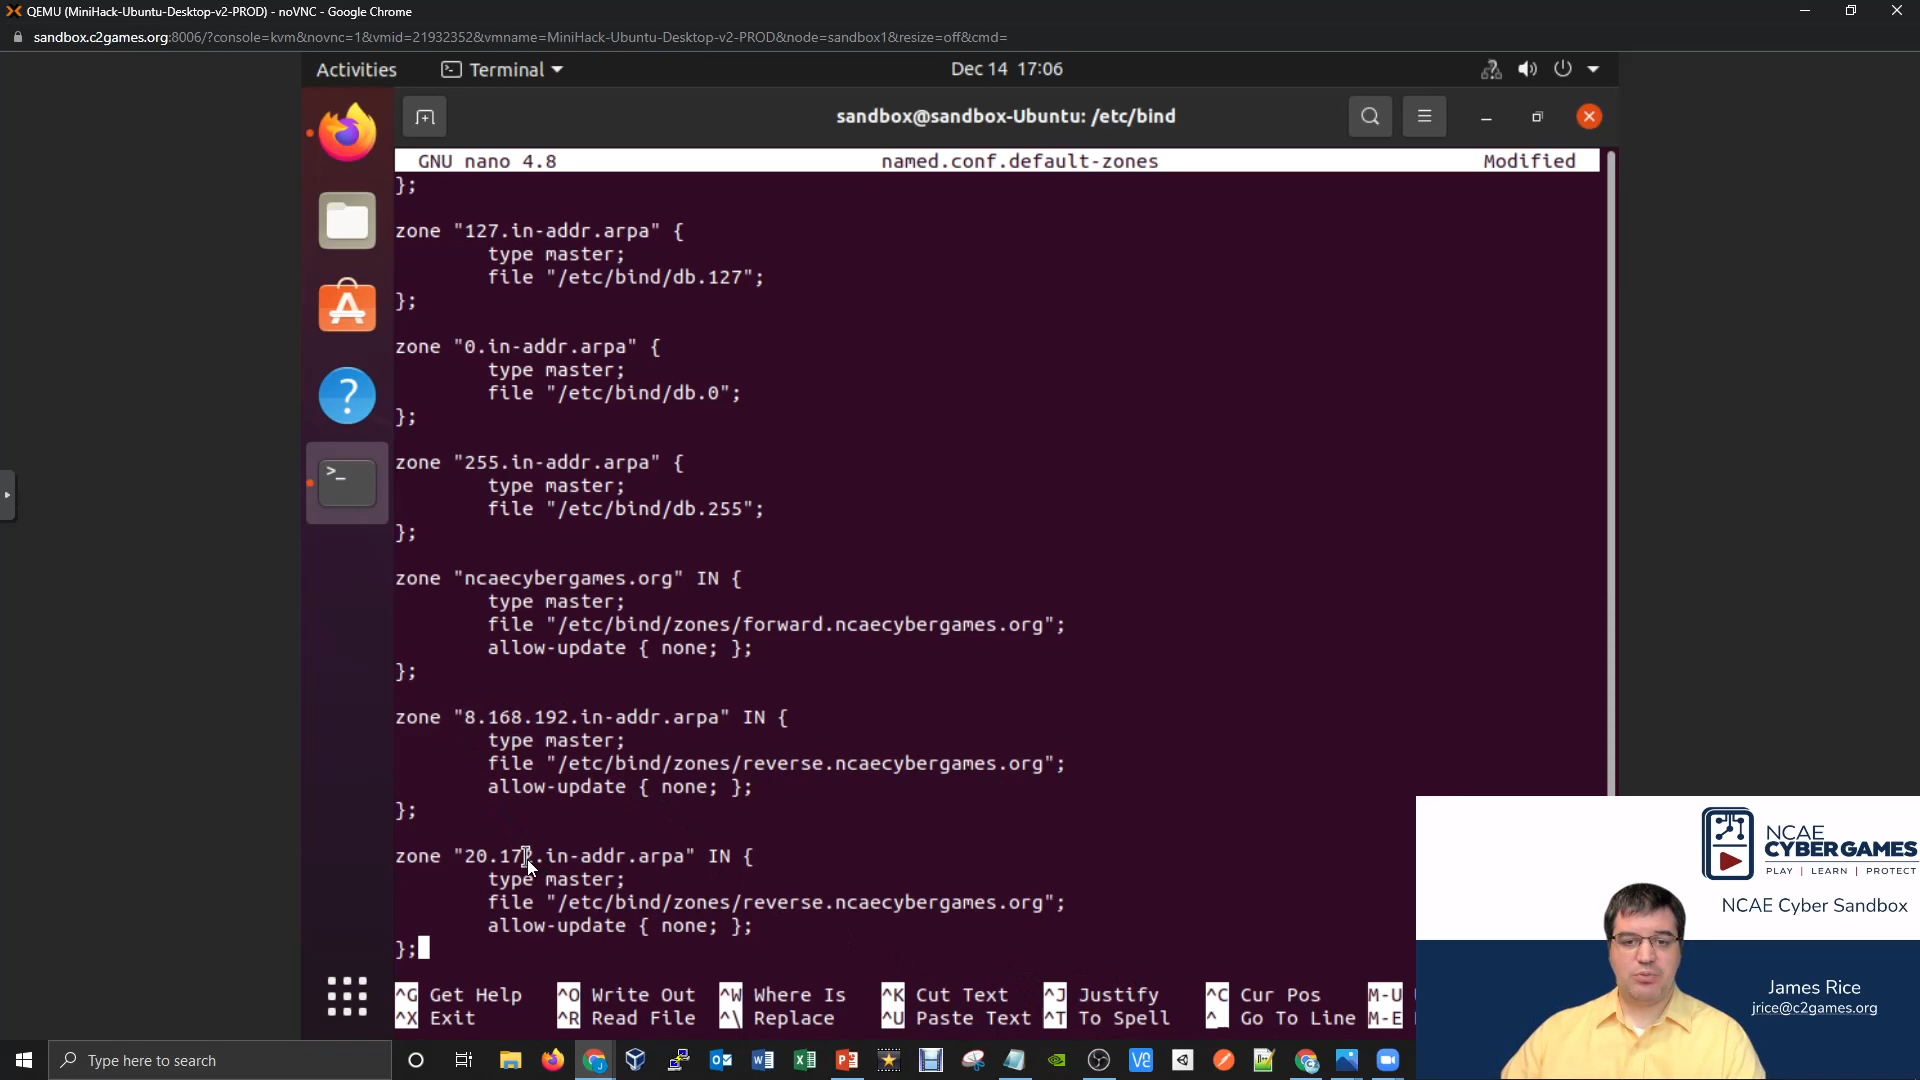 QEMU (MiniHack-Ubuntu-Desktop-v2-PROD) - noVNC - Google Chrome
sandbox.c2games.org:8006/?console=kvm&novnc=1&vmid=21932352&vmname=MiniHack-Ubuntu-Desktop-v2-PROD&node=sandbox1&resize=off&cmd=
Activities Terminal Dec 14 17:06
sandbox@sandbox-Ubuntu: /etc/bind
GNU nano 4.8 named.conf.default-zones Modified
};
zone "127.in-addr.arpa" {
type master;
file "/etc/bind/db.127";
};
zone "0.in-addr.arpa" {
type master;
file "/etc/bind/db.0";
};
zone "255.in-addr.arpa" {
type master;
file "/etc/bind/db.255";
};
zone "ncaecybergames.org" IN {
type master;
file "/etc/bind/zones/forward.ncaecybergames.org";
allow-update { none; };
};
zone "8.168.192.in-addr.arpa" IN {
type master;
file "/etc/bind/zones/reverse.ncaecybergames.org";
allow-update { none; };
};
zone "20.172.in-addr.arpa" IN {
type master;
file "/etc/bind/zones/reverse.ncaecybergames.org";
allow-update { none; };
};
^G Get Help ^O Write Out ^W Where Is ^K Cut Text ^J Justify ^C Cur Pos M-U
^X Exit ^R Read File ^\ Replace ^U Paste Text ^T To Spell ^_ Go To Line M-E
NCAE
CYBERGAMES
PLAY | LEARN | PROTECT
NCAE Cyber Sandbox
James Rice
jrice@c2games.org
Type here to search